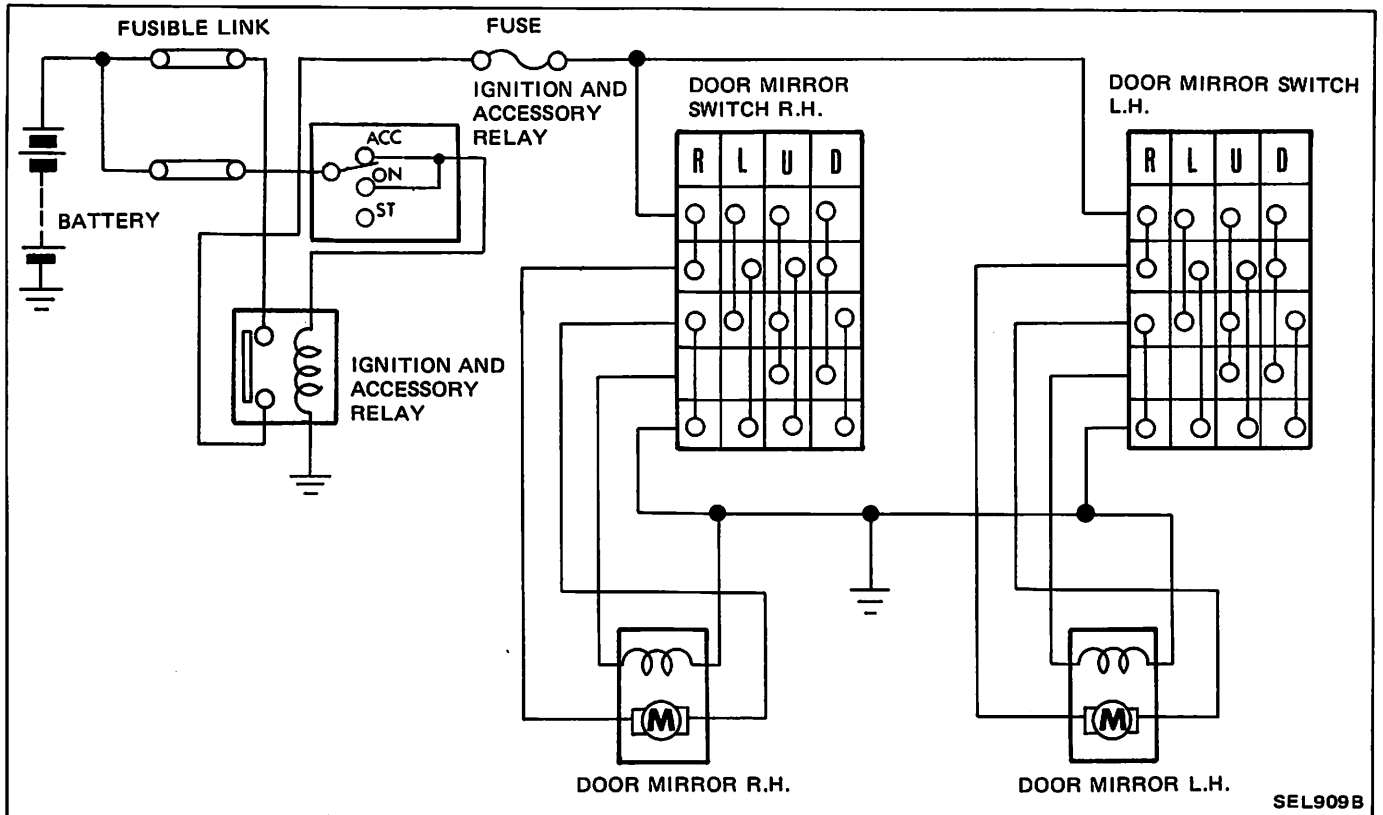 FUSIBLE LINK
FUSE
IGNITION AND
ACCESSORY
RELAY
DOOR MIRROR
SWITCH R.H.
DOOR MIRROR SWITCH
L.H.
ACC
ON
ST
R L U D
R L U D
BATTERY
IGNITION AND
ACCESSORY
RELAY
M
M
DOOR MIRROR R.H.
DOOR MIRROR L.H.
SEL909B